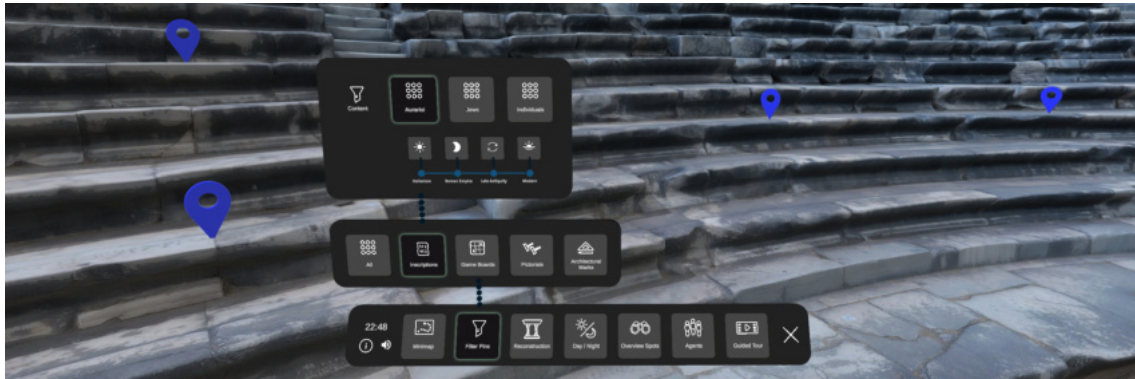 Content
Aurarioi
Jews
Individuals
Hellenistic
Roman Empire
Late Antiquity
Modern
All
Inscriptions
Game Boards
Pictorials
Architectural
Marks
22:48
Minimap
Filter Pins
Reconstruction
Day / Night
Overview Spots
Agents
Guided Tour